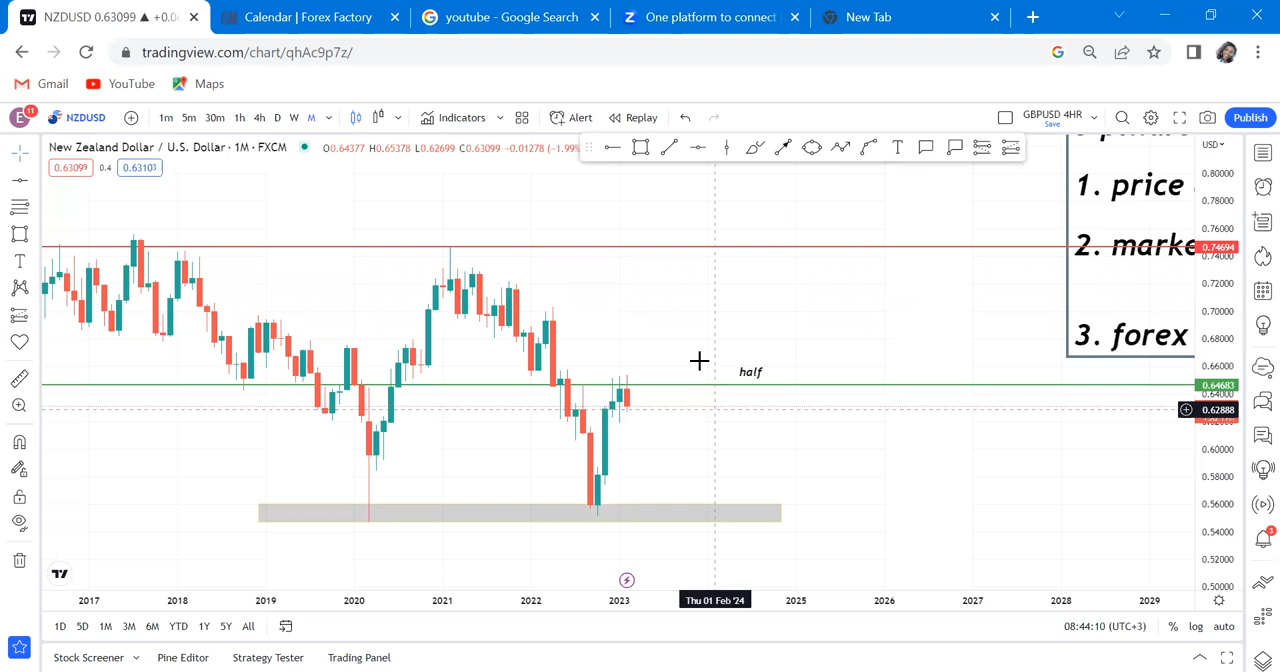 NZDUSD 0.63099 ▲ +0.0
Calendar | Forex Factory
youtube - Google Search
One platform to connect
New Tab
tradingview.com/chart/qhAc9p7z/
Gmail YouTube Maps
E 11 NZDUSD 1m 5m 30m 1h 4h D W M Indicators Alert Replay GBPUSD 4HR Save Publish
New Zealand Dollar / U.S. Dollar · 1M · FXCM O0.64377 H0.65378 L0.62699 C0.63099 −0.01278 (−1.99% USD
0.63099 0.4 0.63103
1. price
2. marke
3. forex
half
0.80000
0.78000
0.76000
0.74694
0.74000
0.72000
0.70000
0.68000
0.66000
0.64683
0.64000
0.62888
0.60000
0.58000
0.56000
0.54000
0.52000
0.50000
3
2017 2018 2019 2020 2021 2022 2023 Thu 01 Feb '24 2025 2026 2027 2028 2029
1D 5D 1M 3M 6M YTD 1Y 5Y All 08:44:10 (UTC+3) % log auto
Stock Screener Pine Editor Strategy Tester Trading Panel